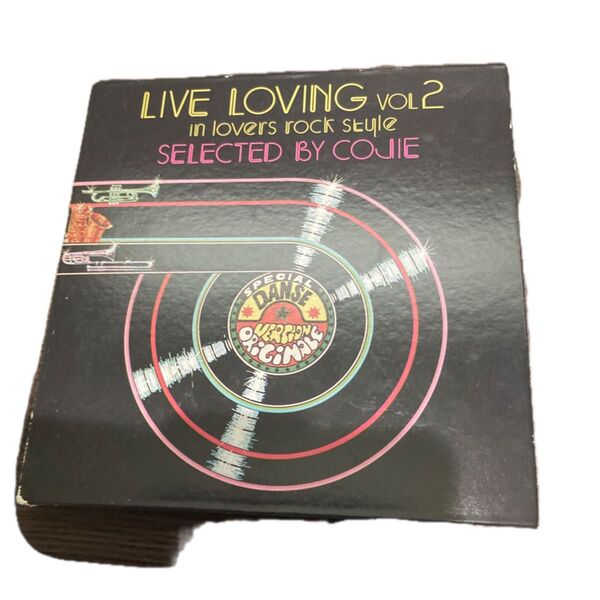 LIVE LOVING VOL 2
in lovers rock style
SELECTED BY COJIE
SPECIAL
DANSE
VERSION
ORIGINALE